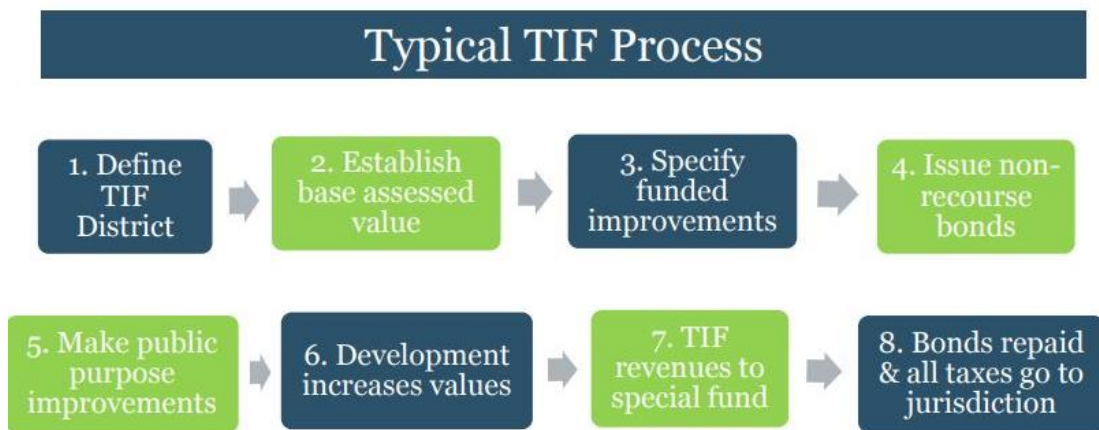 Typical TIF Process
1. Define
TIF
District
2. Establish
base assessed
value
3. Specify
funded
improvements
4. Issue non-
recourse
bonds
5. Make public
purpose
improvements
6. Development
increases values
7. TIF
revenues to
special fund
8. Bonds repaid
& all taxes go to
jurisdiction